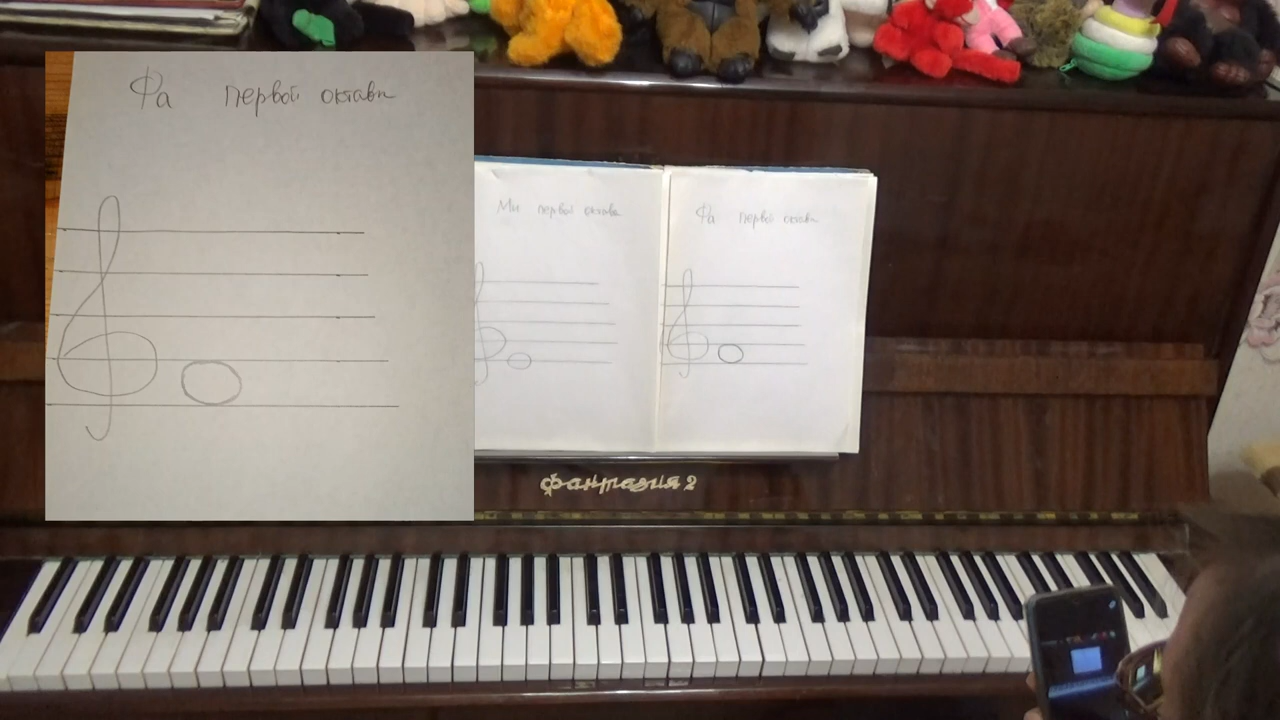 Фа первой октавы
Ми первой октавы
Фа первой октавы
Фантазия 2